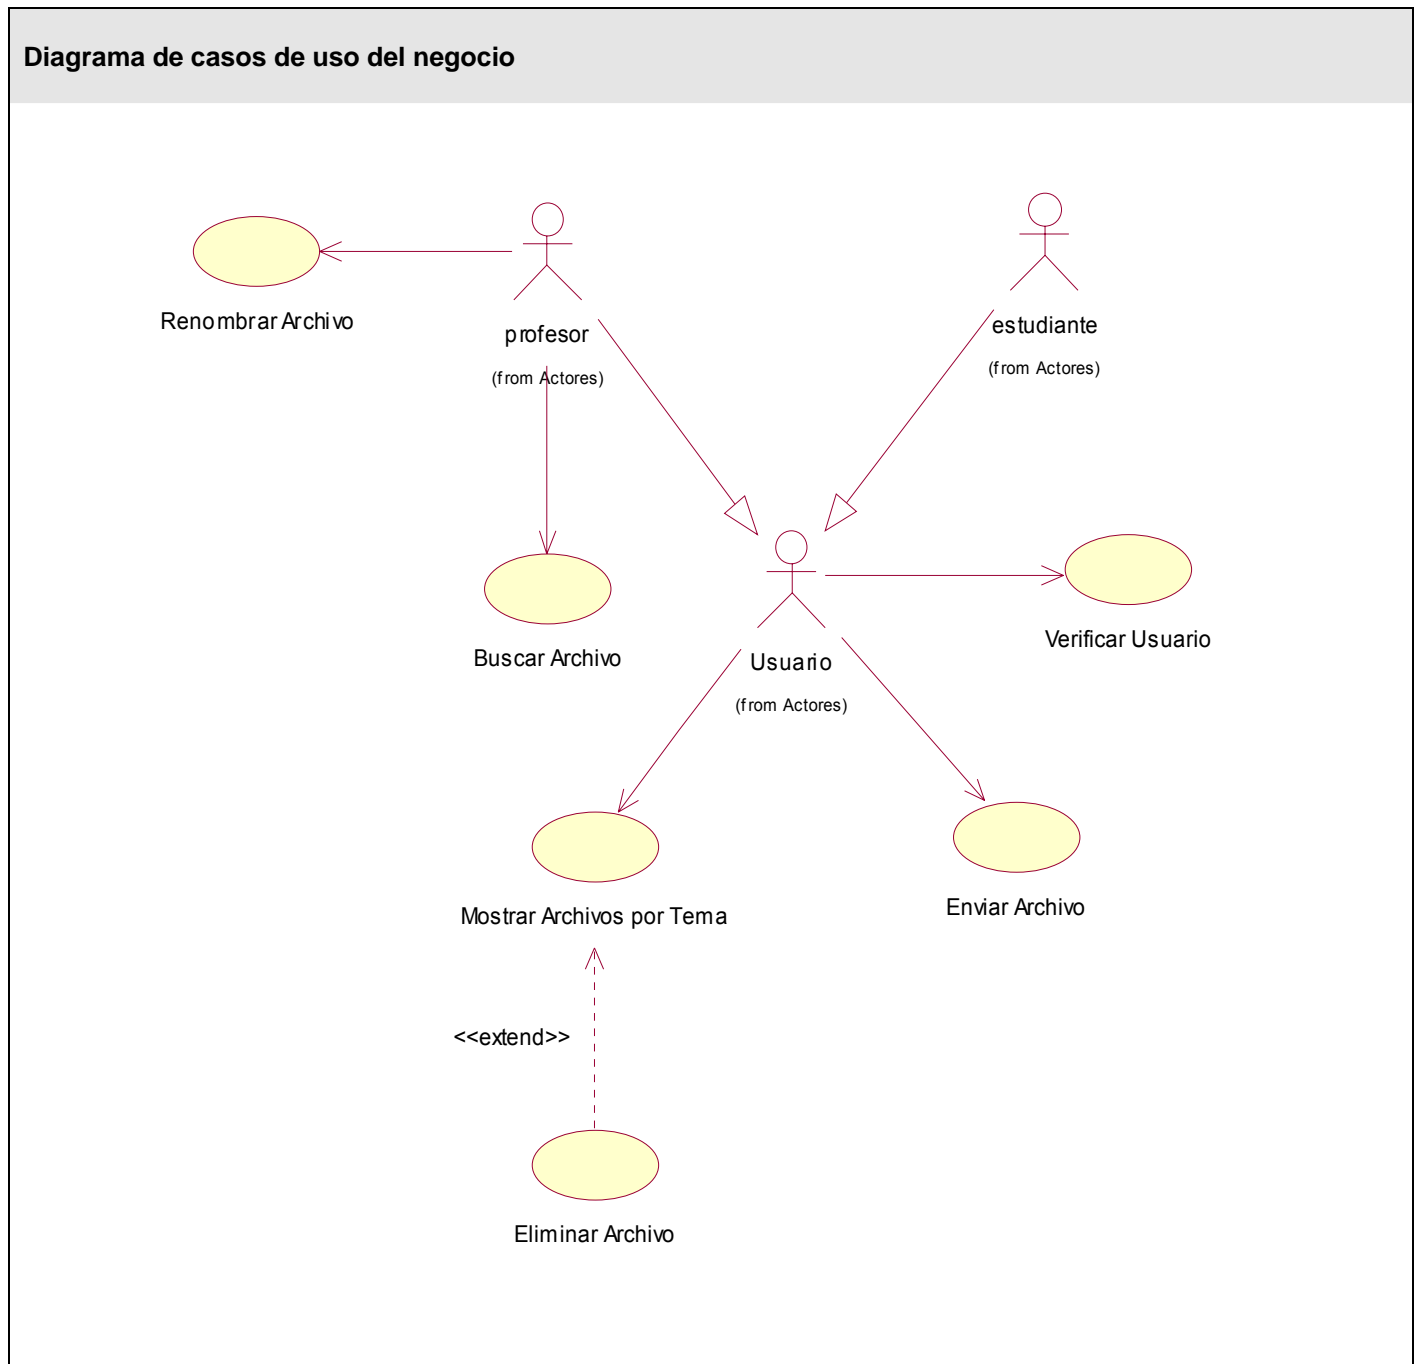 Diagrama de casos de uso del negocio
Renombrar Archivo
profesor
(from Actores)
estudiante
(from Actores)
Buscar Archivo
Usuario
(from Actores)
Verificar Usuario
Mostrar Archivos por Tema
Enviar Archivo
<<extend>>
Eliminar Archivo